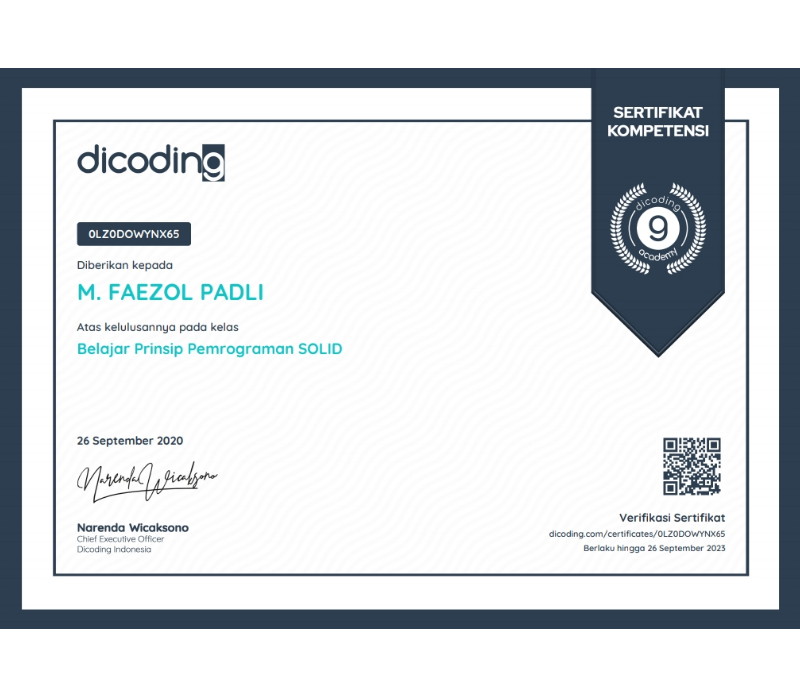 SERTIFIKAT
KOMPETENSI
dicoding
dicoding
9
academy
0LZ0DOWYNX65
Diberikan kepada
M. FAEZOL PADLI
Atas kelulusannya pada kelas
Belajar Prinsip Pemrograman SOLID
26 September 2020
Narenda Wicaksono
Narenda Wicaksono
Chief Executive Officer
Dicoding Indonesia
Verifikasi Sertifikat
dicoding.com/certificates/0LZ0DOWYNX65
Berlaku hingga 26 September 2023